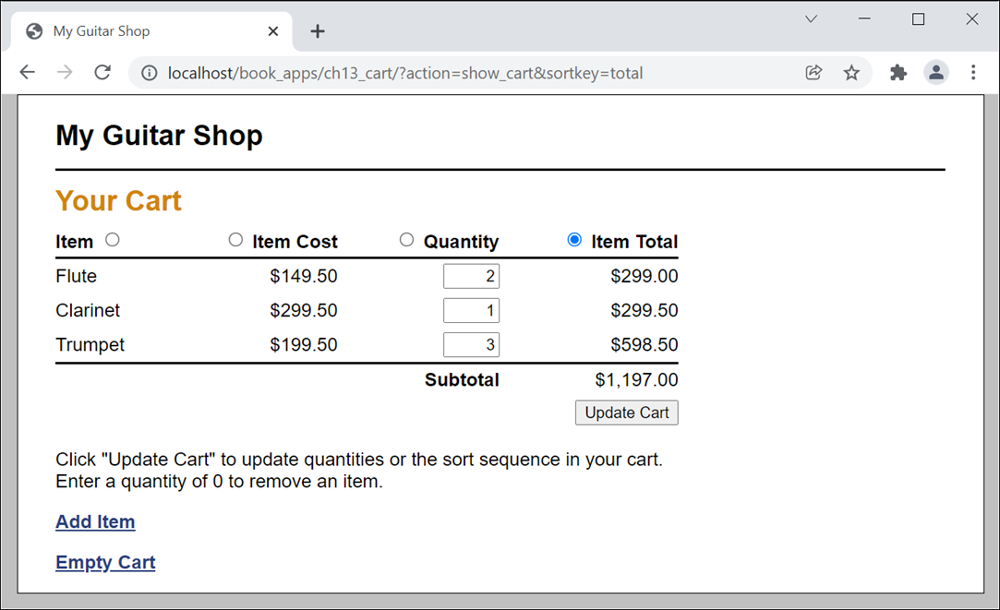 My Guitar Shop
localhost/book_apps/ch13_cart/?action=show_cart&sortkey=total
My Guitar Shop
Your Cart
Item Item Cost Quantity Item Total
Flute $149.50 2 $299.00
Clarinet $299.50 1 $299.50
Trumpet $199.50 3 $598.50
Subtotal $1,197.00
Update Cart
Click "Update Cart" to update quantities or the sort sequence in your cart.
Enter a quantity of 0 to remove an item.
Add Item
Empty Cart